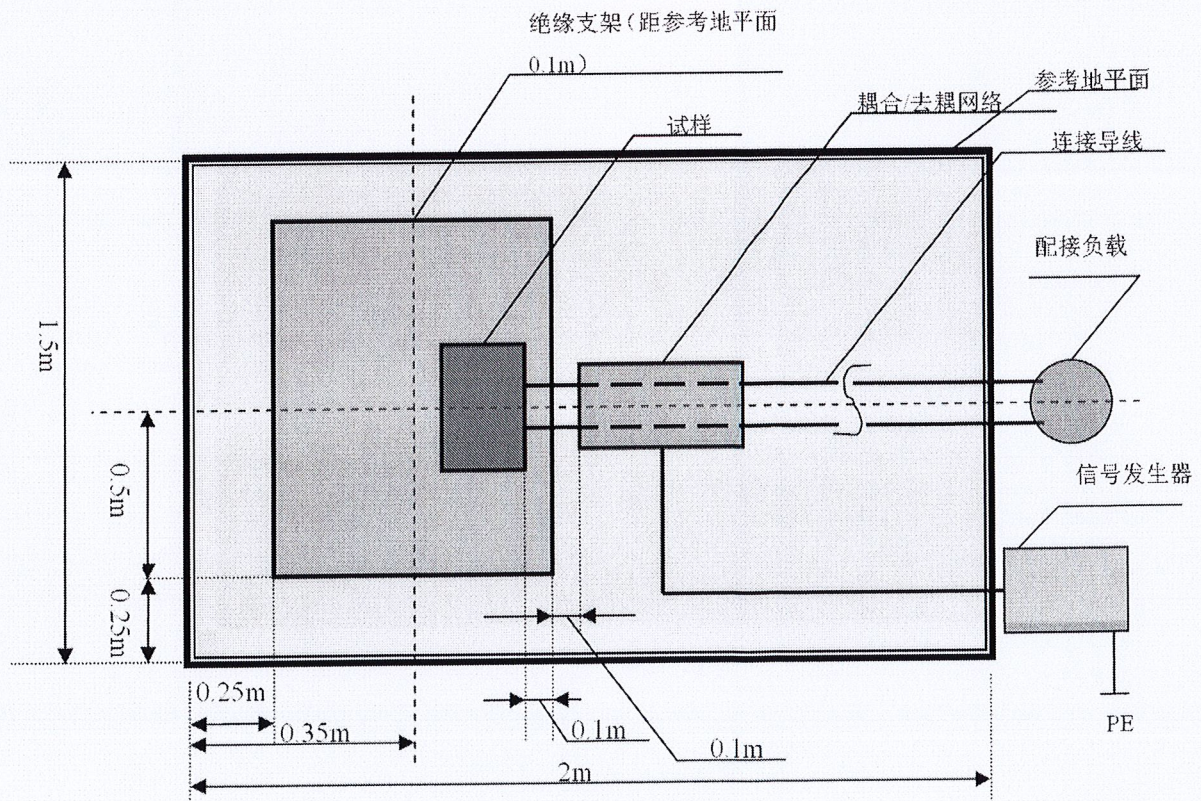 绝缘支架（距参考地平面
0.1m）
参考地平面
耦合/去耦网络
试样
连接导线
配接负载
1.5m
0.5m
信号发生器
0.25m
0.25m
0.35m
0.1m
0.1m
PE
2m